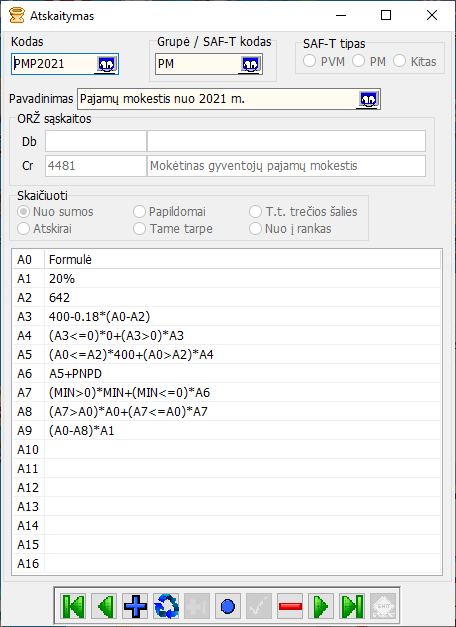 Atskaitymas
Kodas
Grupė / SAF-T kodas
SAF-T tipas
PMP2021
PM
PVM
PM
Kitas
Pavadinimas
Pajamų mokestis nuo 2021 m.
ORŽ sąskaitos
Db
Cr
4481
Mokėtinas gyventojų pajamų mokestis
Skaičiuoti
Nuo sumos
Papildomai
T.t. trečios šalies
Atskirai
Tame tarpe
Nuo į rankas
A0 Formulė
A1 20%
A2 642
A3 400-0.18*(A0-A2)
A4 (A3<=0)*0+(A3>0)*A3
A5 (A0<=A2)*400+(A0>A2)*A4
A6 A5+PNPD
A7 (MIN>0)*MIN+(MIN<=0)*A6
A8 (A7>A0)*A0+(A7<=A0)*A7
A9 (A0-A8)*A1
A10
A11
A12
A13
A14
A15
A16